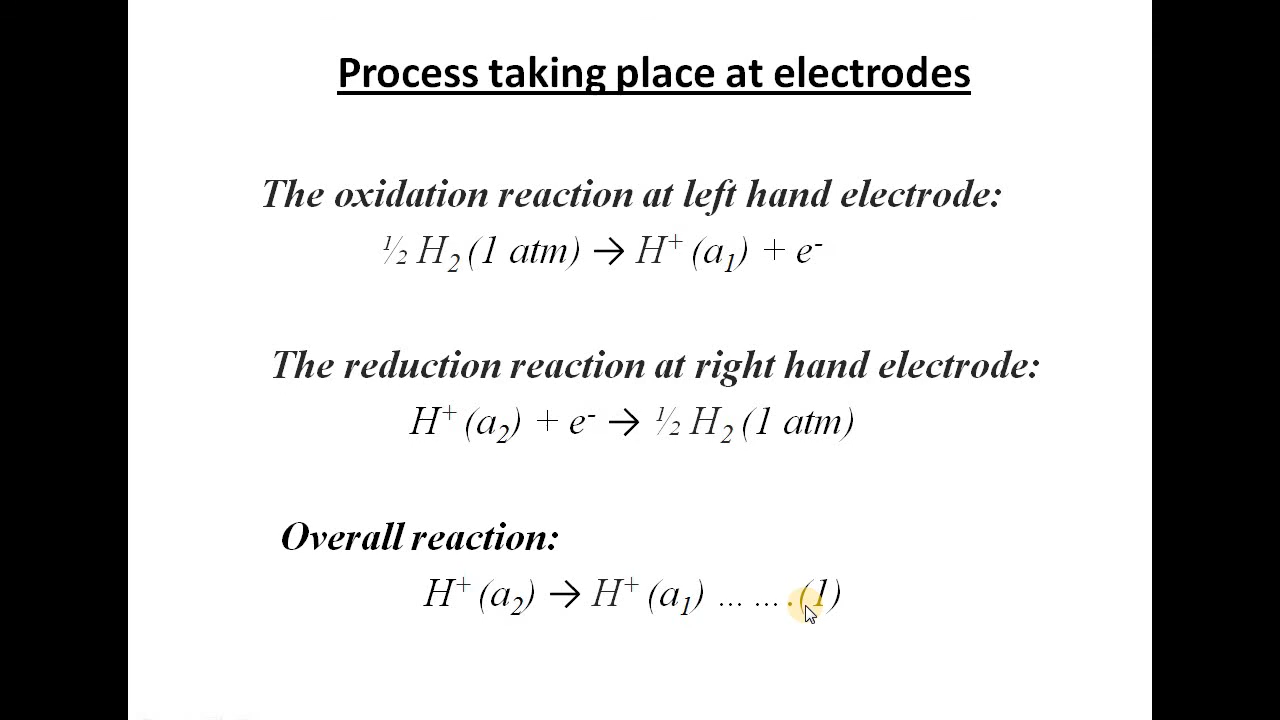 Process taking place at electrodes
The oxidation reaction at left hand electrode:
½ H₂ (1 atm) → H⁺ (a₁) + e⁻
The reduction reaction at right hand electrode:
H⁺ (a₂) + e⁻ → ½ H₂ (1 atm)
Overall reaction:
H⁺ (a₂) → H⁺ (a₁) … … .(1)